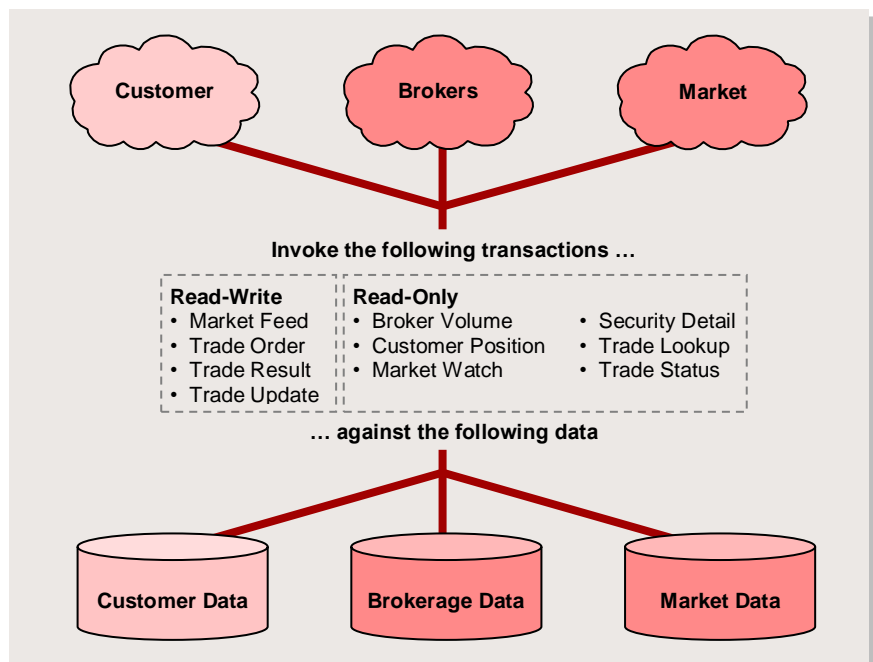 Customer
Brokers
Market
Invoke the following transactions …
Read-Write
• Market Feed
• Trade Order
• Trade Result
• Trade Update
Read-Only
• Broker Volume
• Customer Position
• Market Watch
• Security Detail
• Trade Lookup
• Trade Status
… against the following data
Customer Data
Brokerage Data
Market Data